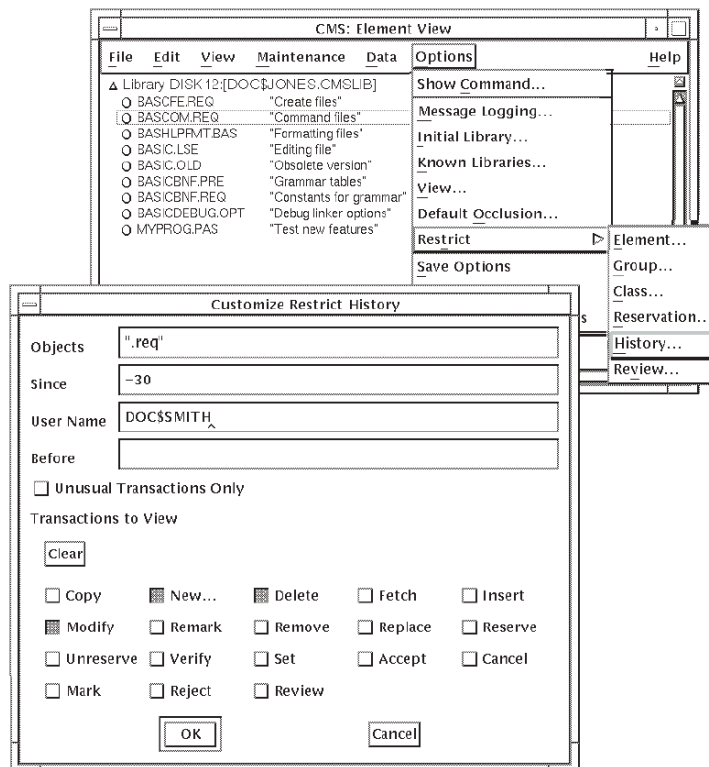 CMS: Element View
File Edit View Maintenance Data Options Help
Library DISK12:[DOC$JONES.CMSLIB]
BASCFE.REQ "Create files"
BASCOM.REQ "Command files"
BASHLPFMT.BAS "Formatting files"
BASIC.LSE "Editing file"
BASIC.OLD "Obsolete version"
BASICBNF.PRE "Grammar tables"
BASICBNF.REQ "Constants for grammar"
BASICDEBUG.OPT "Debug linker options"
MYPROG.PAS "Test new features"
Show Command...
Message Logging...
Initial Library...
Known Libraries...
View...
Default Occlusion...
Restrict
Save Options
s
Element...
Group...
Class...
Reservation...
History...
Review...
Customize Restrict History
Objects ".req"
Since -30
User Name DOC$SMITH
Before
Unusual Transactions Only
Transactions to View
Clear
Copy New... Delete Fetch Insert
Modify Remark Remove Replace Reserve
Unreserve Verify Set Accept Cancel
Mark Reject Review
OK Cancel